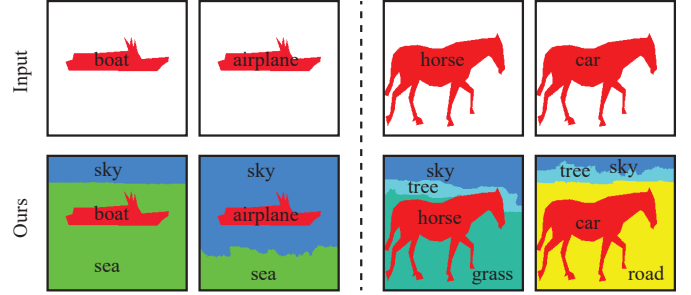 Input
boat
airplane
horse
car
Ours
sky
boat
sea
sky
airplane
sea
sky
tree
horse
grass
tree
sky
car
road